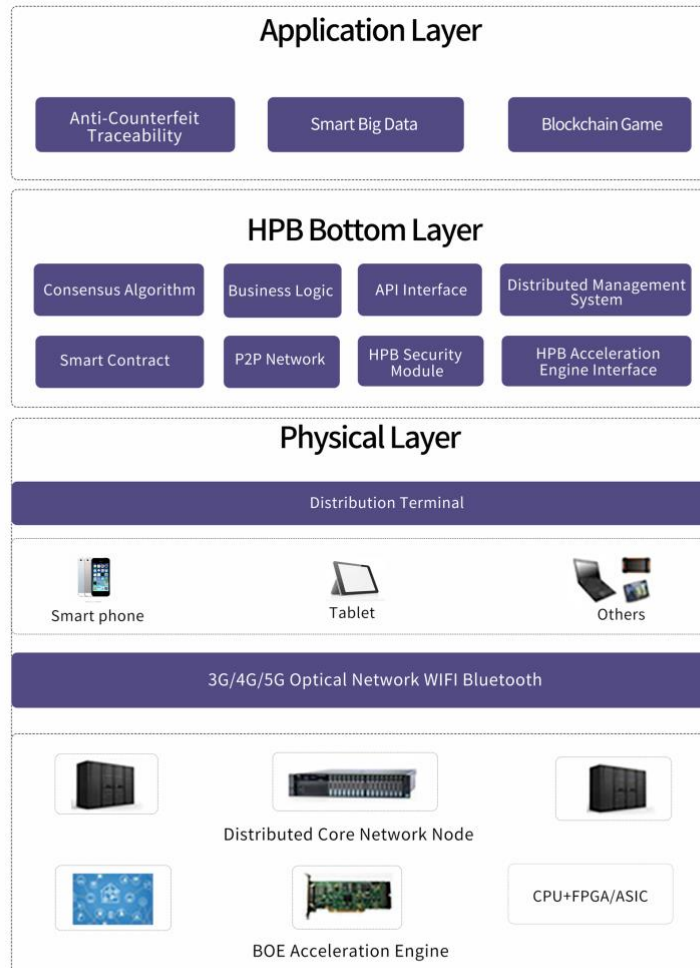 Application Layer
Anti-Counterfeit
Traceability
Smart Big Data
Blockchain Game
HPB Bottom Layer
Consensus Algorithm
Business Logic
API Interface
Distributed Management
System
Smart Contract
P2P Network
HPB Security
Module
HPB Acceleration
Engine Interface
Physical Layer
Distribution Terminal
Smart phone
Tablet
Others
3G/4G/5G Optical Network WIFI Bluetooth
Distributed Core Network Node
CPU+FPGA/ASIC
BOE Acceleration Engine